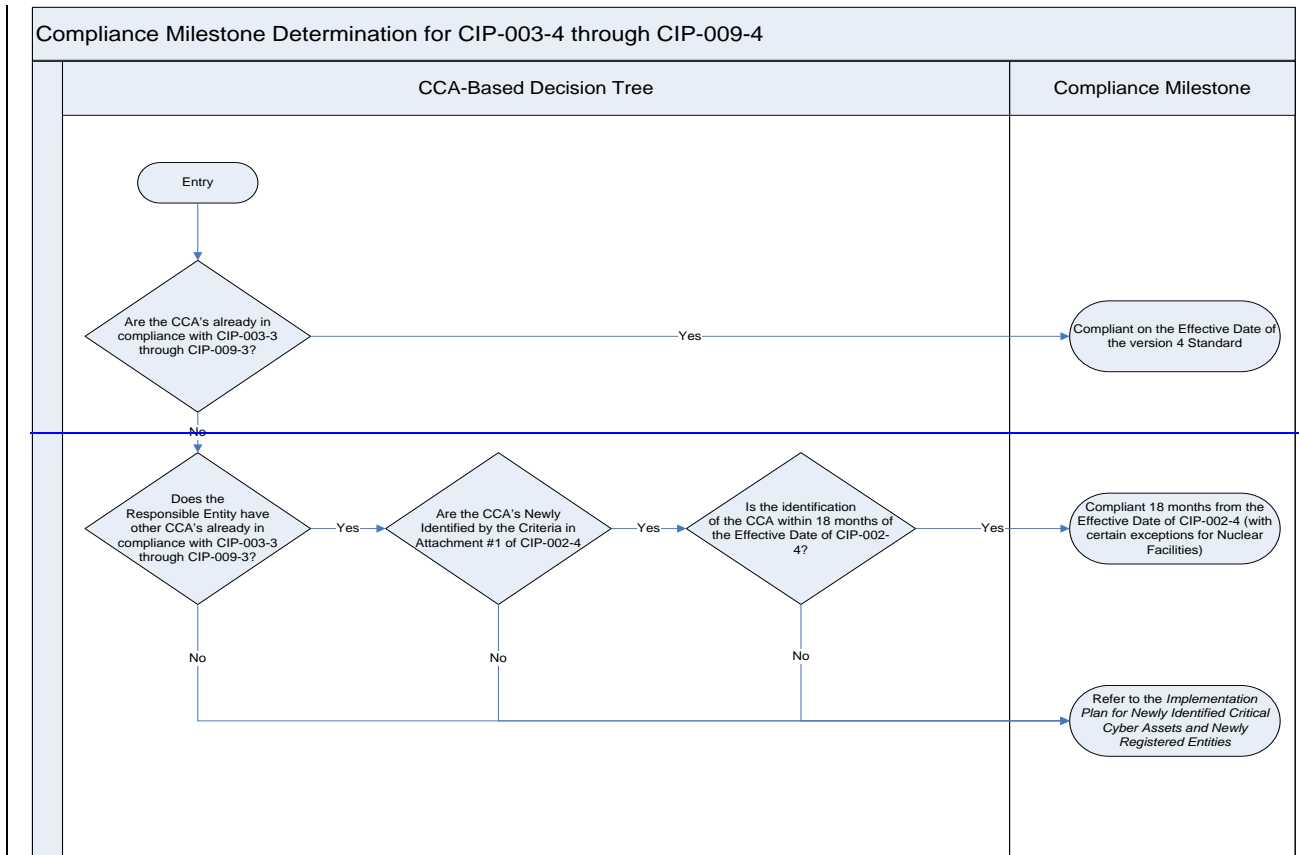 Compliance Milestone Determination for CIP-003-4 through CIP-009-4
CCA-Based Decision Tree
Compliance Milestone
Entry
Are the CCA's already in
compliance with CIP-003-3
through CIP-009-3?
Yes
Compliant on the Effective Date of
the version 4 Standard
No
Does the
Responsible Entity have
other CCA's already in
compliance with CIP-003-3
through CIP-009-3?
Yes
Are the CCA's Newly
Identified by the Criteria in
Attachment #1 of CIP-002-4
Yes
Is the identification
of the CCA within 18 months of
the Effective Date of CIP-002-
4?
Yes
Compliant 18 months from the
Effective Date of CIP-002-4 (with
certain exceptions for Nuclear
Facilities)
No
No
No
Refer to the Implementation
Plan for Newly Identified Critical
Cyber Assets and Newly
Registered Entities